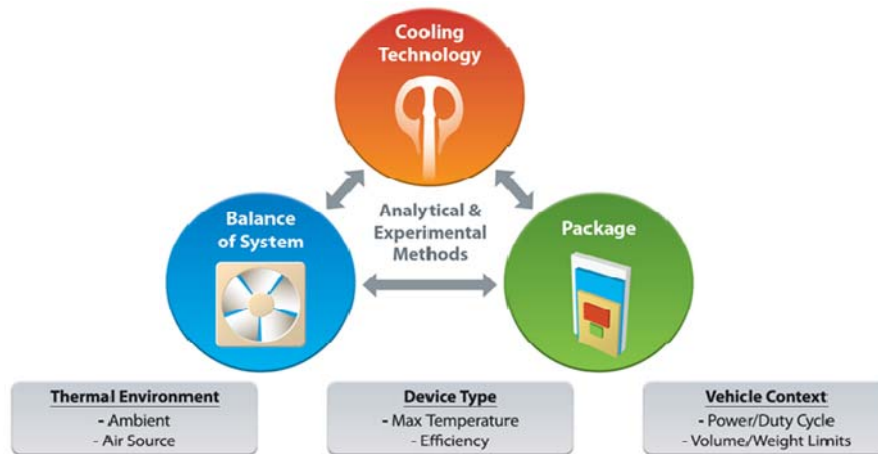 Cooling
Technology
Balance
of System
Analytical &
Experimental
Methods
Package
Thermal Environment
- Ambient
- Air Source
Device Type
- Max Temperature
- Efficiency
Vehicle Context
- Power/Duty Cycle
- Volume/Weight Limits